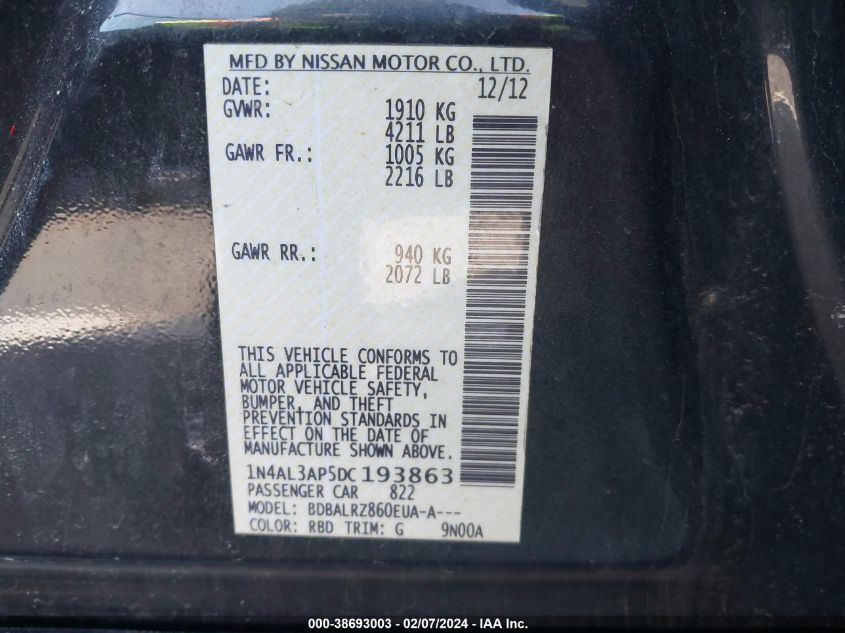 MFD BY NISSAN MOTOR CO., LTD.
DATE: 12/12
GVWR: 1910 KG
4211 LB
GAWR FR.: 1005 KG
2216 LB
GAWR RR.: 940 KG
2072 LB
THIS VEHICLE CONFORMS TO
ALL APPLICABLE FEDERAL
MOTOR VEHICLE SAFETY,
BUMPER, AND THEFT
PREVENTION STANDARDS IN
EFFECT ON THE DATE OF
MANUFACTURE SHOWN ABOVE.
1N4AL3AP5DC193863
PASSENGER CAR 822
MODEL: BDBALRZ860EUA-A---
COLOR: RBD TRIM: G 9N00A
000-38693003 - 02/07/2024 - IAA Inc.